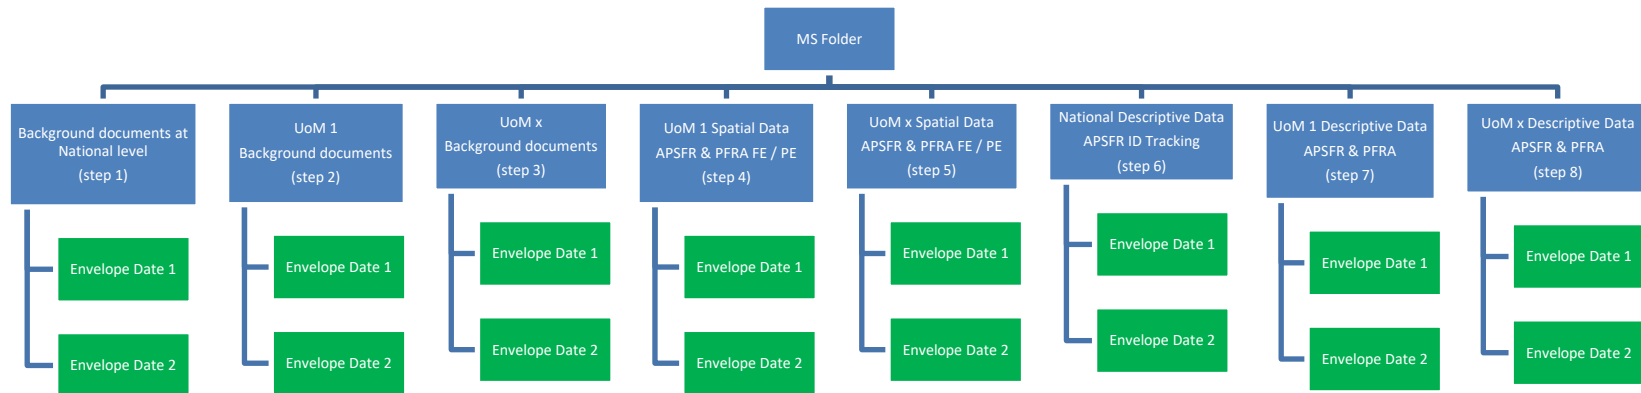 MS Folder
Background documents at
National level
(step 1)
UoM 1
Background documents
(step 2)
UoM x
Background documents
(step 3)
UoM 1 Spatial Data
APSFR & PFRA FE / PE
(step 4)
UoM x Spatial Data
APSFR & PFRA FE / PE
(step 5)
National Descriptive Data
APSFR ID Tracking
(step 6)
UoM 1 Descriptive Data
APSFR & PFRA
(step 7)
UoM x Descriptive Data
APSFR & PFRA
(step 8)
Envelope Date 1
Envelope Date 1
Envelope Date 1
Envelope Date 1
Envelope Date 1
Envelope Date 1
Envelope Date 1
Envelope Date 1
Envelope Date 2
Envelope Date 2
Envelope Date 2
Envelope Date 2
Envelope Date 2
Envelope Date 2
Envelope Date 2
Envelope Date 2